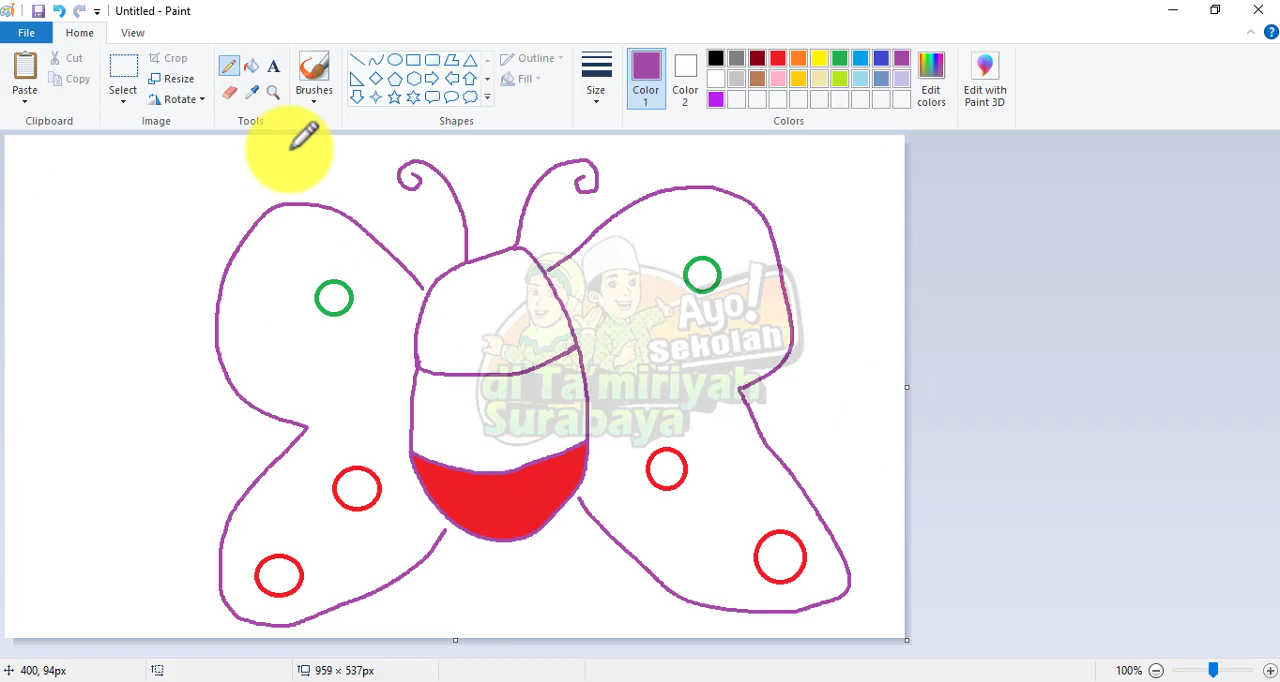 Untitled - Paint
File
Home
View
Paste
Cut
Copy
Clipboard
Select
Crop
Resize
Rotate
Image
A
Tools
Brushes
Outline
Fill
Shapes
Size
Color 1
Color 2
Edit colors
Colors
Edit with Paint 3D
Ayo!
Sekolah
di Ta'miriyah
Surabaya
400, 94px
959 × 537px
100%